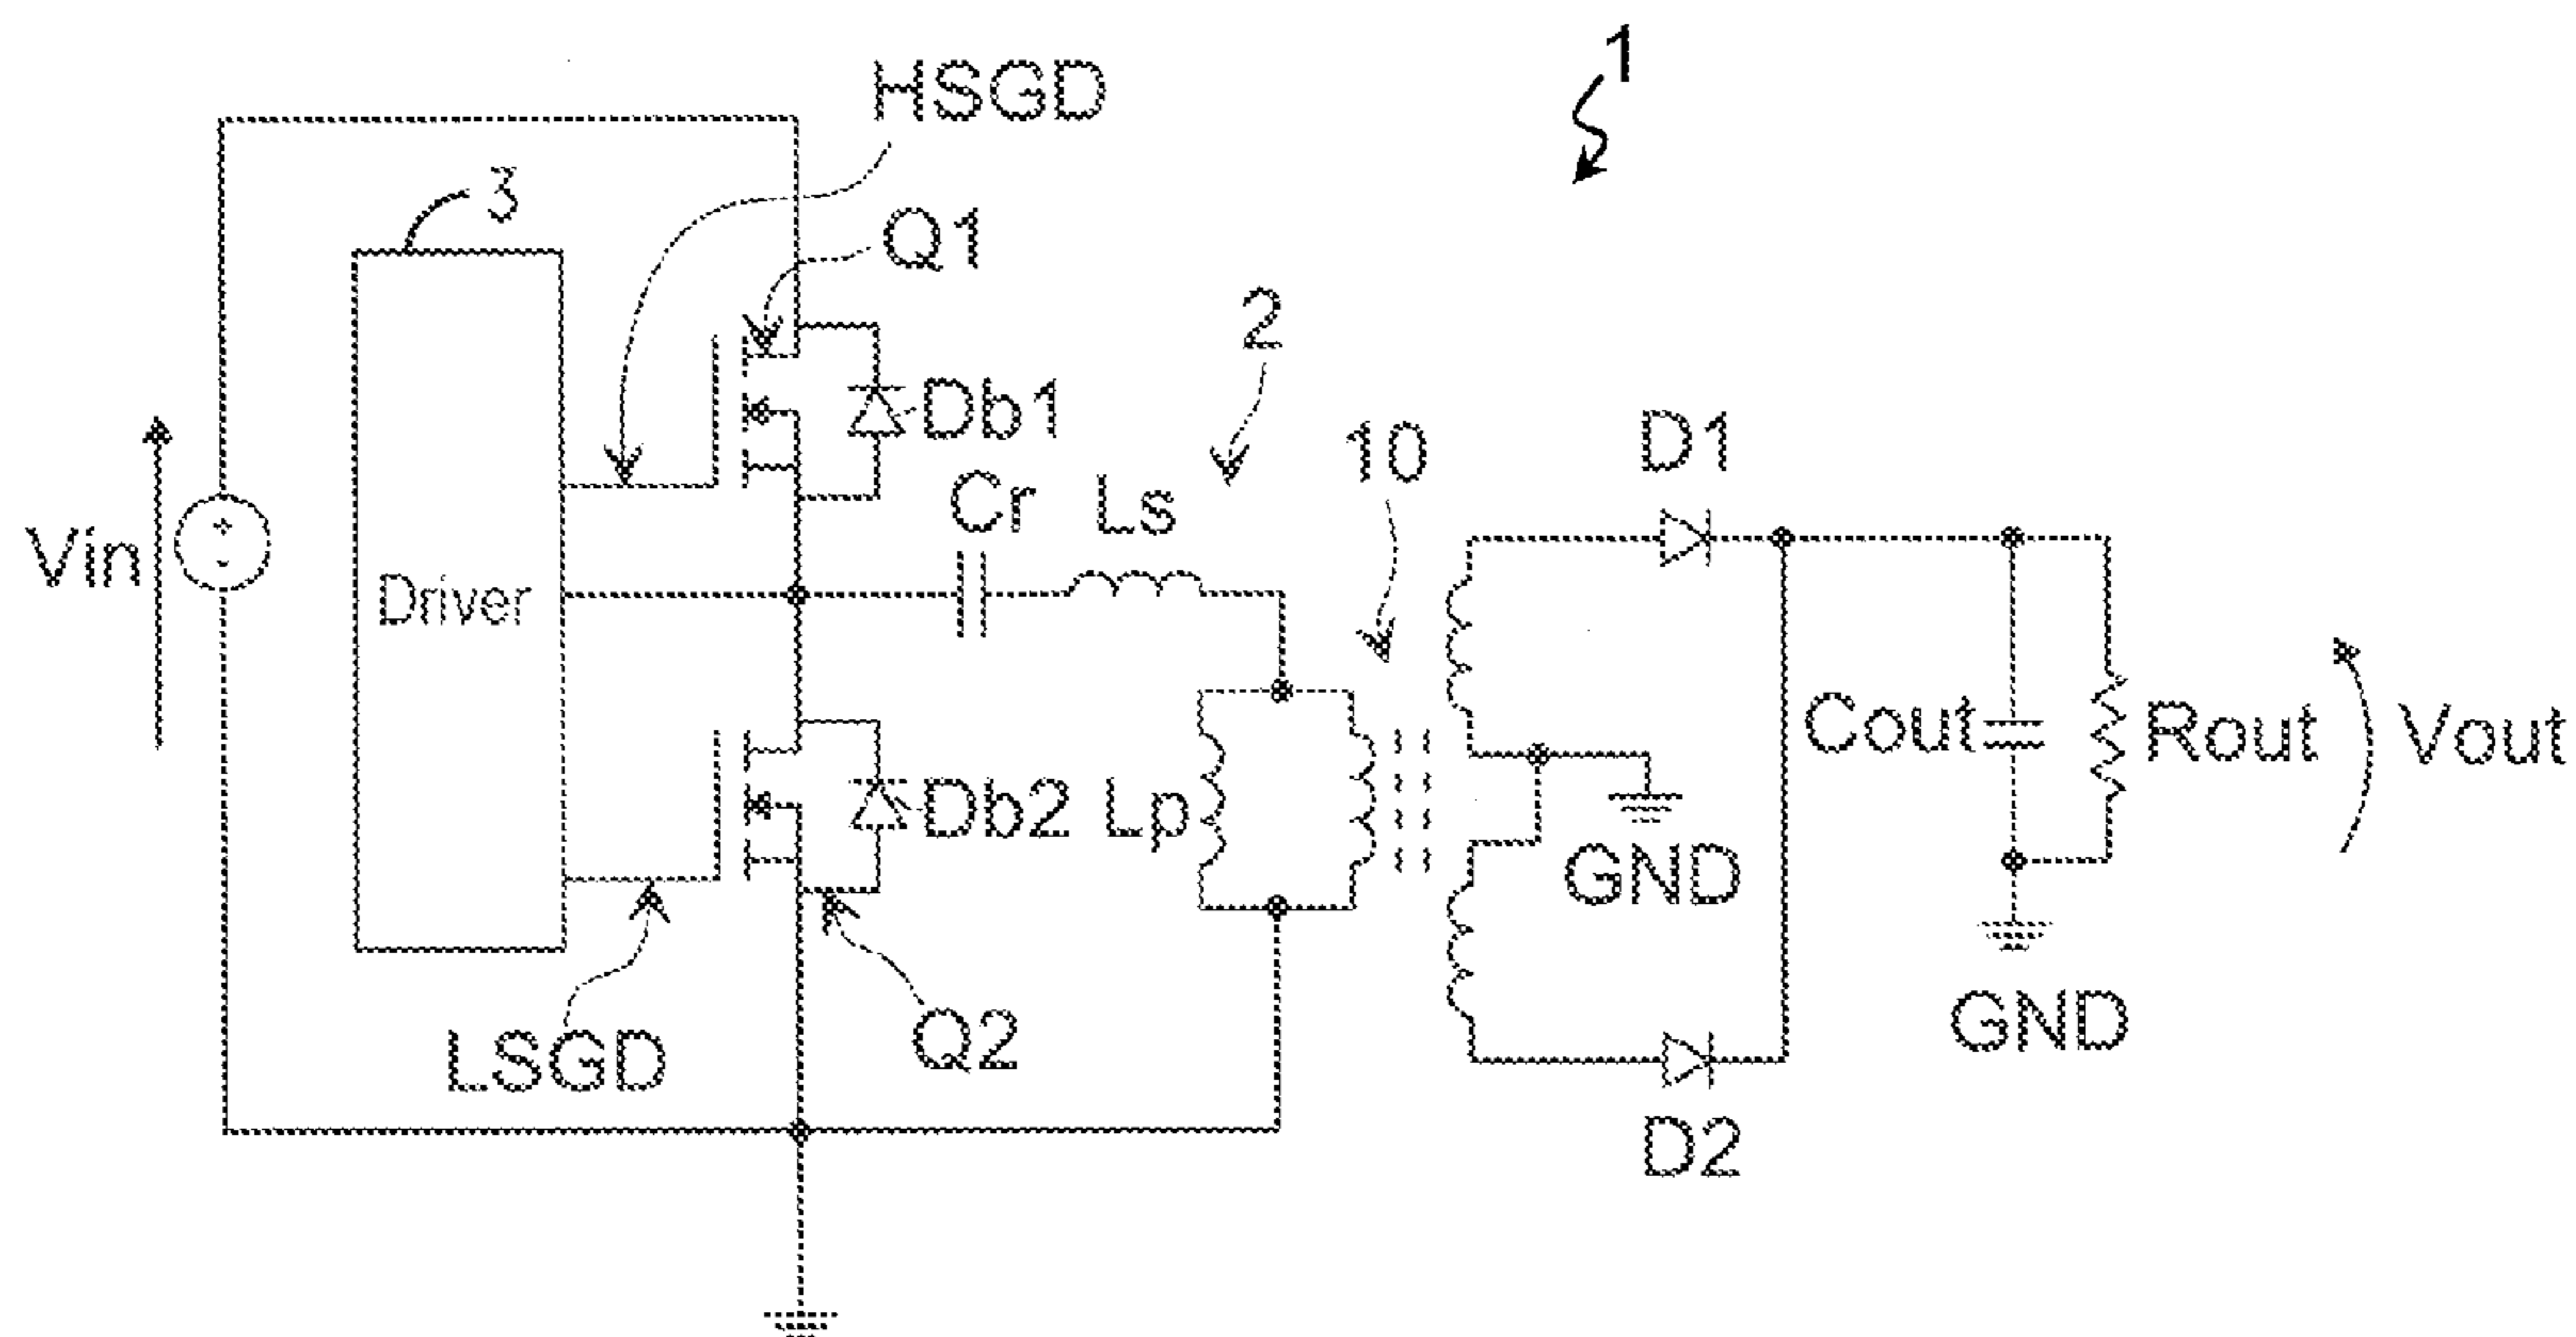 1
HSGD
3
Q1
2
Db1
D1
10
Cr
Ls
+
-
Vin
Driver
Cout
Rout
Vout
Db2
Lp
GND
GND
Q2
LSGD
D2